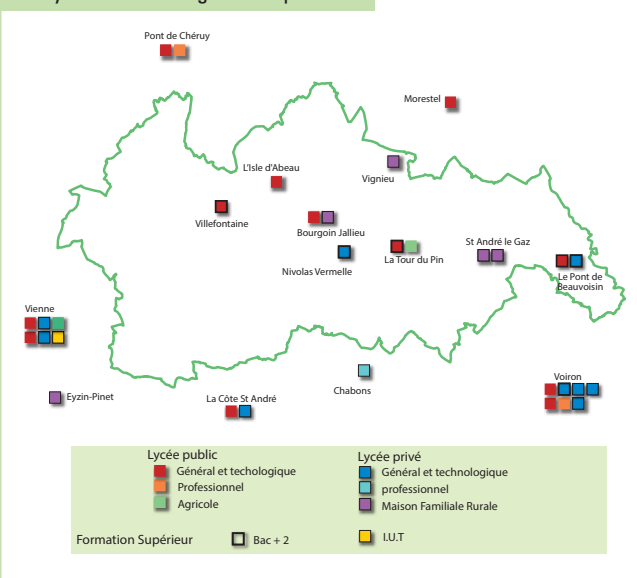 Pont de Chéruy
Morestel
L'Isle d'Abeau
Vignieu
Villefontaine
Bourgoin Jallieu
St André le Gaz
La Tour du Pin
Nivolas Vermelle
Le Pont de
Beauvoisin
Vienne
Eyzin-Pinet
La Côte St André
Chabons
Voiron
Lycée public
Général et techologique
Professionnel
Agricole
Lycée privé
Général et technologique
professionnel
Maison Familiale Rurale
Formation Supérieur
Bac + 2
I.U.T